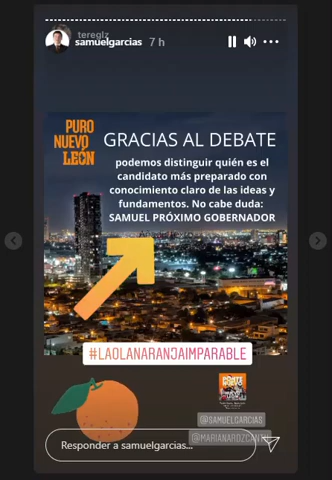 tereglz
samuelgarcias 7 h
PURO
NUEVO
LEÓN
GRACIAS AL DEBATE
podemos distinguir quién es el
candidato más preparado con
conocimiento claro de las ideas y
fundamentos. No cabe duda:
SAMUEL PRÓXIMO GOBERNADOR
#LAOLANARANJAIMPARABLE
@SAMUELGARCIAS
Responder a samuelgarcias...